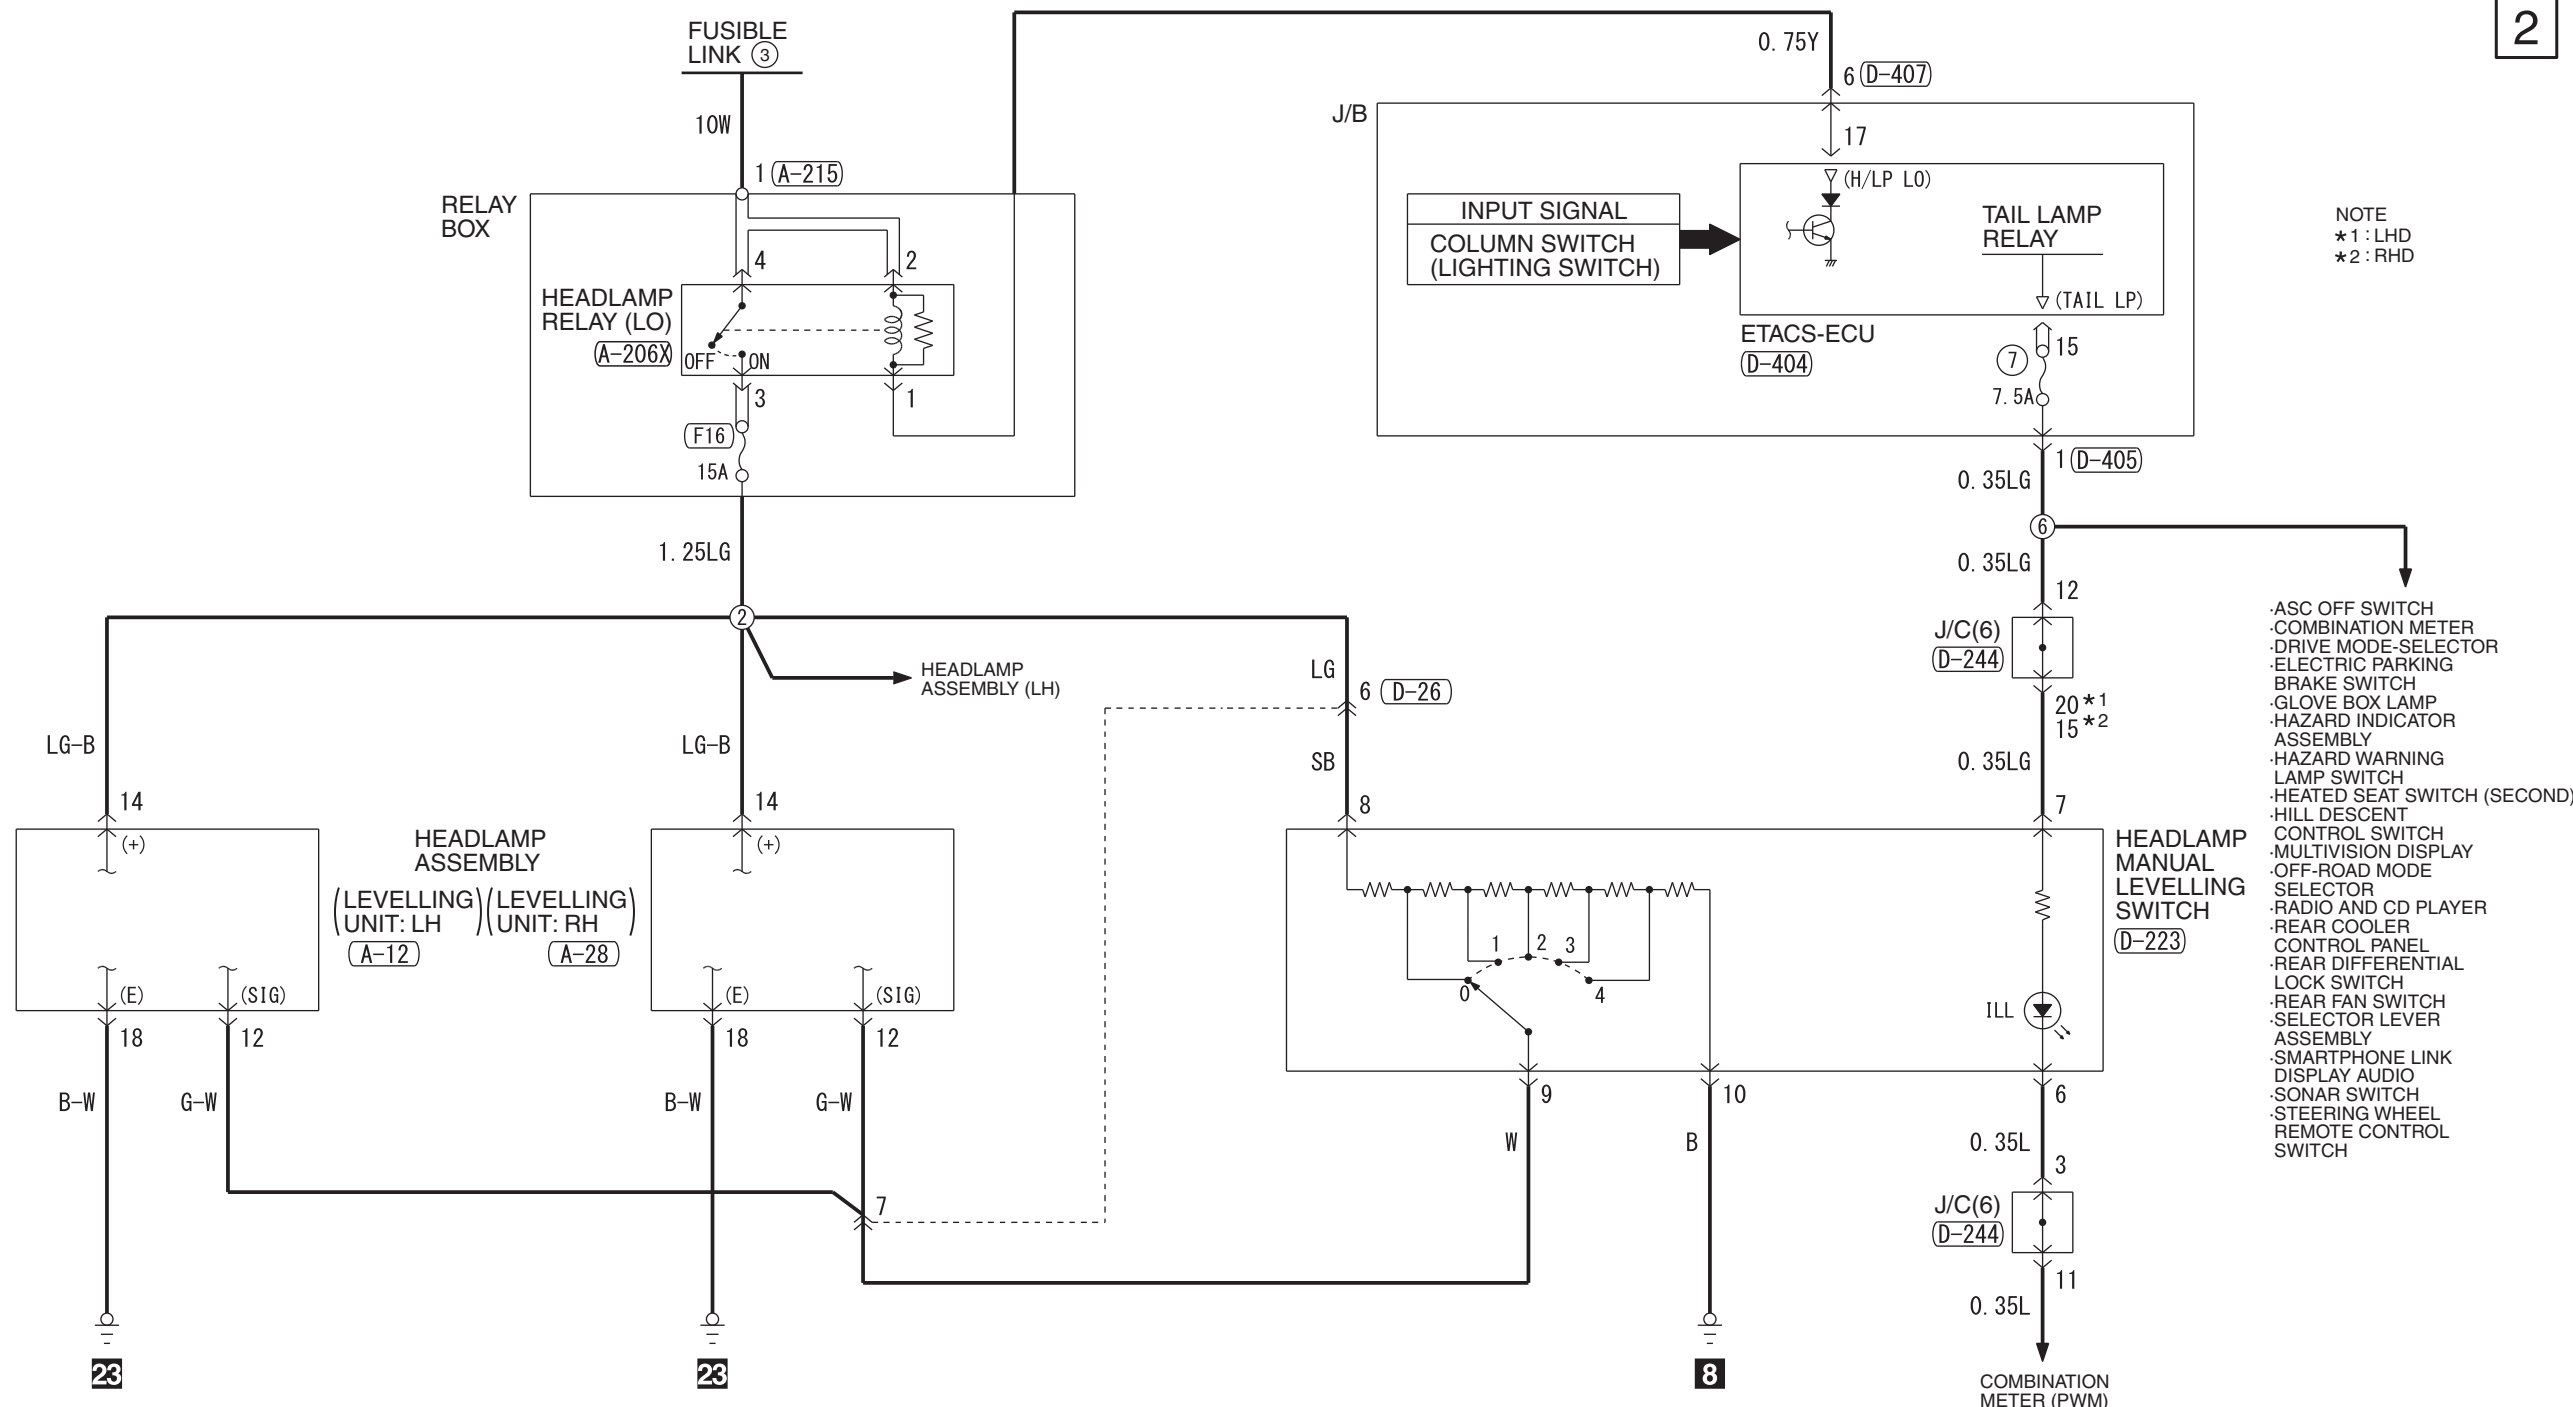 2
FUSIBLE
LINK 3
10W
1 A-215
RELAY
BOX
4
2
HEADLAMP
RELAY (LO)
A-206X
OFF
ON
3
1
F16
15A
1.25LG
0.75Y
6 D-407
J/B
17
(H/LP LO)
INPUT SIGNAL
COLUMN SWITCH
(LIGHTING SWITCH)
TAIL LAMP
RELAY
(TAIL LP)
ETACS-ECU
D-404
7
15
7.5A
1 D-405
0.35LG
6
0.35LG
12
J/C(6)
D-244
20*1
15*2
0.35LG
7
NOTE
*1 : LHD
*2 : RHD
·ASC OFF SWITCH
·COMBINATION METER
·DRIVE MODE-SELECTOR
·ELECTRIC PARKING
BRAKE SWITCH
·GLOVE BOX LAMP
·HAZARD INDICATOR
ASSEMBLY
·HAZARD WARNING
LAMP SWITCH
·HEATED SEAT SWITCH (SECOND)
·HILL DESCENT
CONTROL SWITCH
·MULTIVISION DISPLAY
·OFF-ROAD MODE
SELECTOR
·RADIO AND CD PLAYER
·REAR COOLER
CONTROL PANEL
·REAR DIFFERENTIAL
LOCK SWITCH
·REAR FAN SWITCH
·SELECTOR LEVER
ASSEMBLY
·SMARTPHONE LINK
DISPLAY AUDIO
·SONAR SWITCH
·STEERING WHEEL
REMOTE CONTROL
SWITCH
2
HEADLAMP
ASSEMBLY (LH)
LG
6 D-26
SB
8
LG-B
LG-B
14
14
(+)
(+)
HEADLAMP
ASSEMBLY
(LEVELLING
UNIT: LH)
A-12
(LEVELLING
UNIT: RH)
A-28
(E)
(SIG)
(E)
(SIG)
18
12
18
12
B-W
G-W
B-W
G-W
7
23
23
HEADLAMP
MANUAL
LEVELLING
SWITCH
D-223
0
1
2
3
4
ILL
9
10
6
W
B
0.35L
3
J/C(6)
D-244
11
0.35L
8
COMBINATION
METER (PWM)